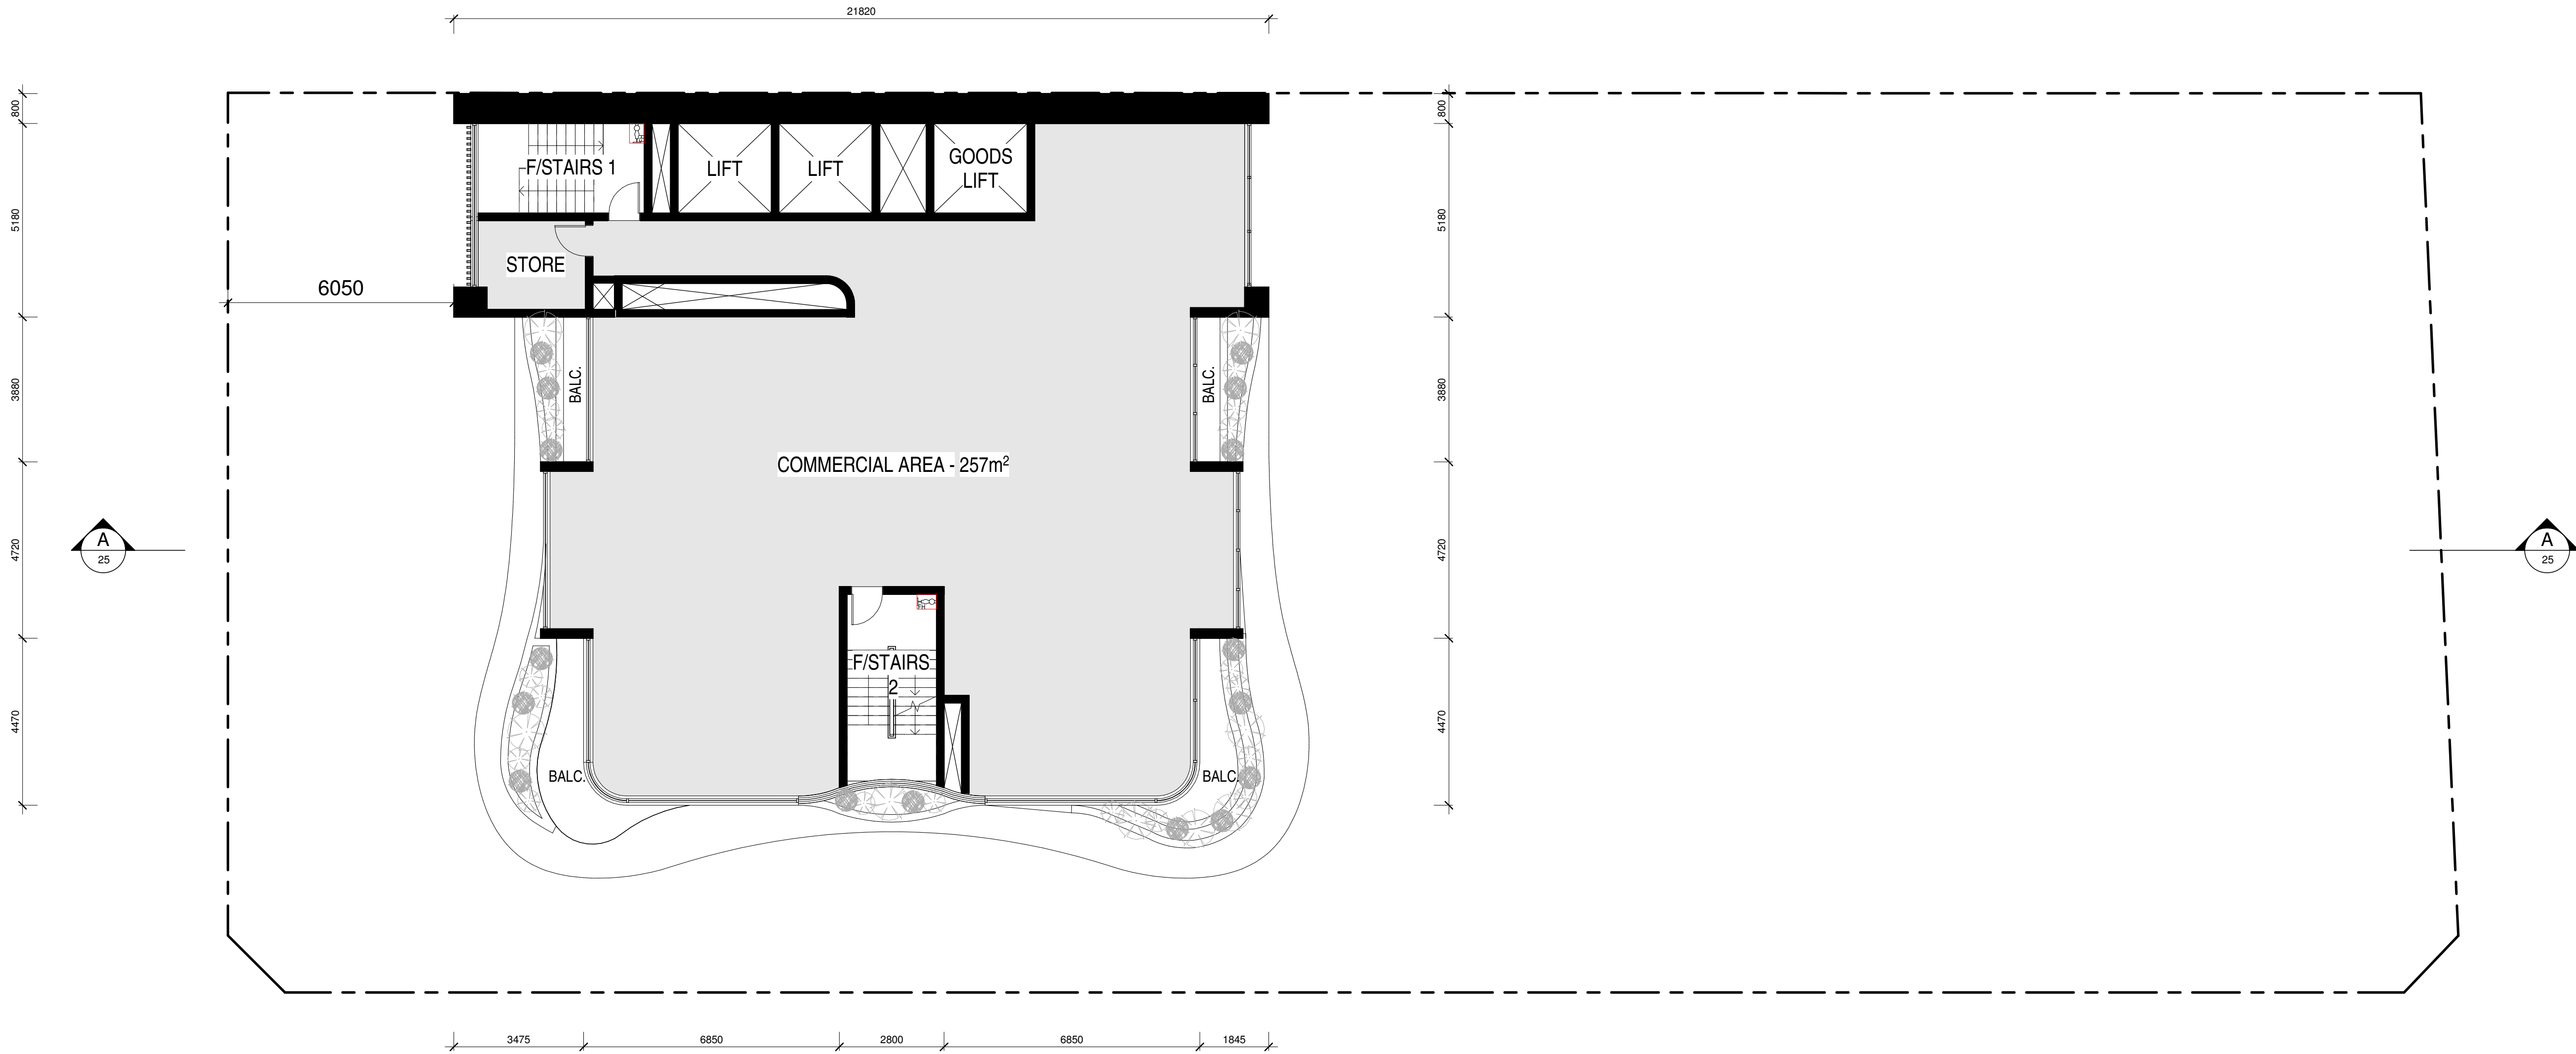 21820
800
800
F/STAIRS 1
LIFT
LIFT
GOODS
LIFT
5180
5180
STORE
6050
3880
BALC.
BALC.
3880
COMMERCIAL AREA - 257m²
A
25
4720
4720
A
25
F/STAIRS
2
4470
4470
BALC.
BALC.
3475
6850
2800
6850
1845